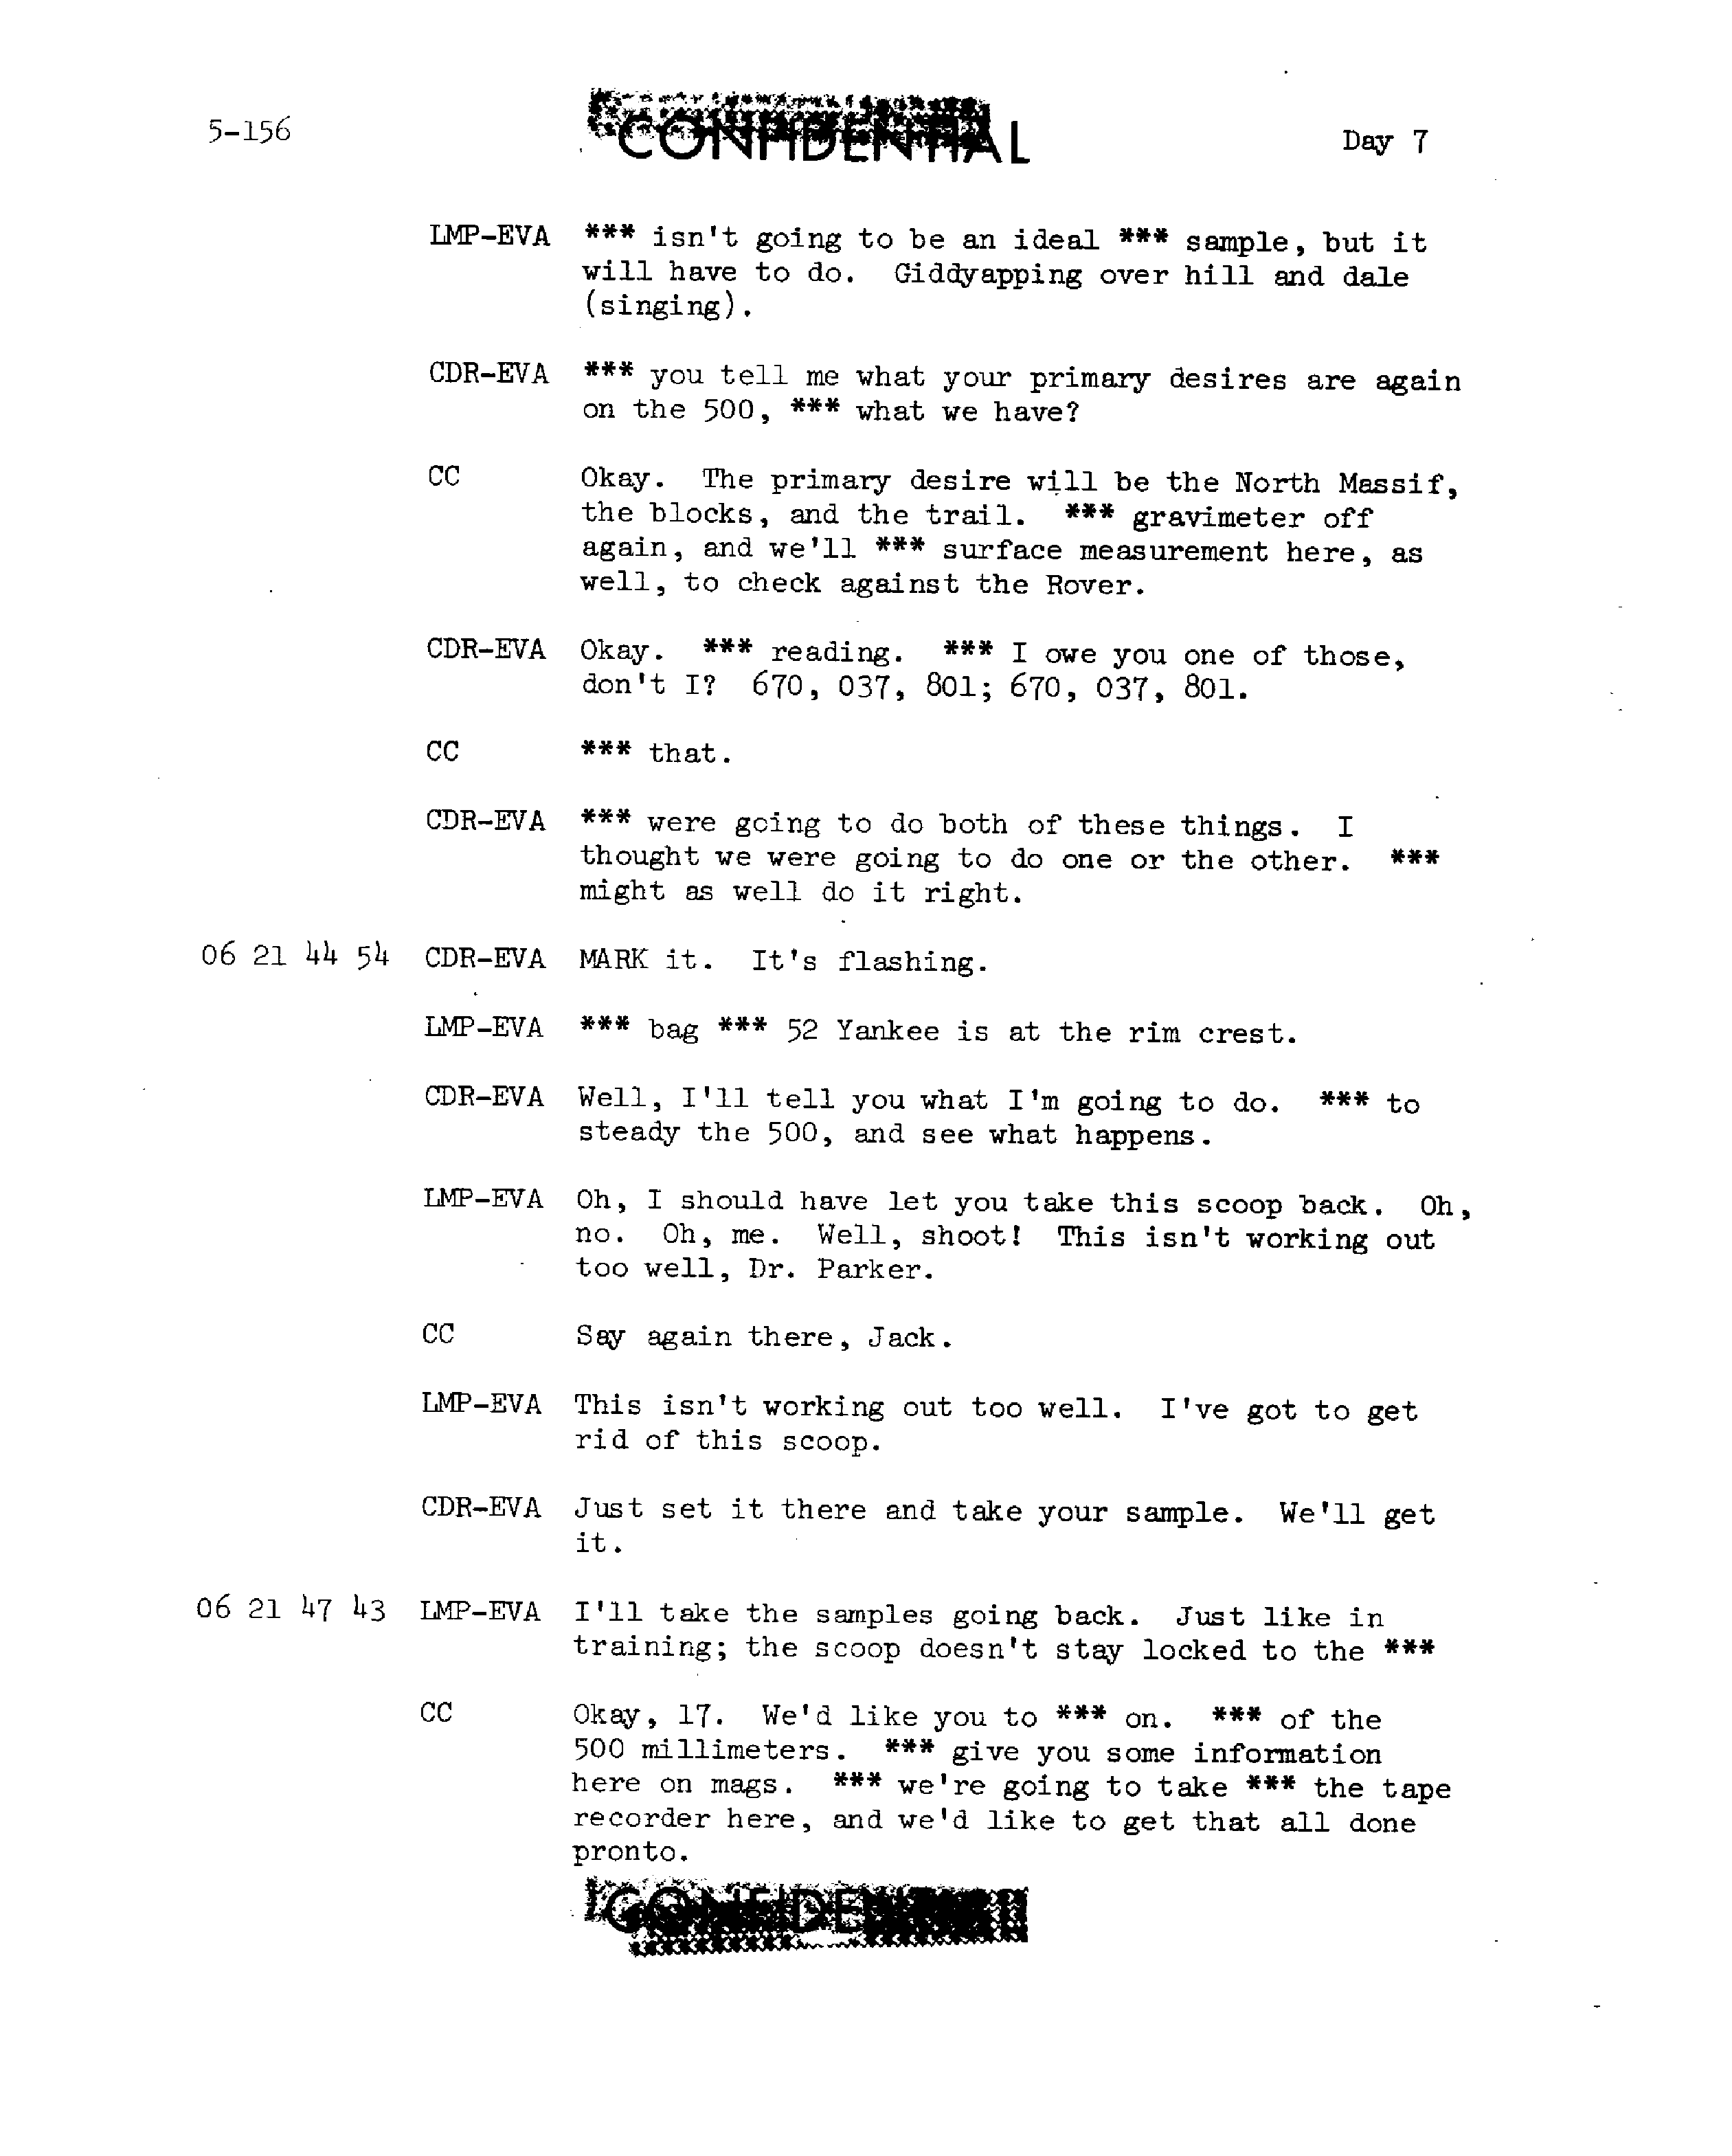 5-156
CONFIDENTIAL
Day 7
LMP-EVA *** isn't going to be an ideal *** sample, but it
will have to do. Giddyapping over hill and dale
(singing).
CDR-EVA *** you tell me what your primary desires are again
on the 500, *** what we have?
CC Okay. The primary desire will be the North Massif,
the blocks, and the trail. *** gravimeter off
again, and we'll *** surface measurement here, as
well, to check against the Rover.
CDR-EVA Okay. *** reading. *** I owe you one of those,
don't I? 670, 037, 801; 670, 037, 801.
CC *** that.
CDR-EVA *** were going to do both of these things. I
thought we were going to do one or the other. ***
might as well do it right.
06 21 44 54 CDR-EVA MARK it. It's flashing.
LMP-EVA *** bag *** 52 Yankee is at the rim crest.
CDR-EVA Well, I'll tell you what I'm going to do. *** to
steady the 500, and see what happens.
LMP-EVA Oh, I should have let you take this scoop back. Oh,
no. Oh, me. Well, shoot! This isn't working out
too well, Dr. Parker.
CC Say again there, Jack.
LMP-EVA This isn't working out too well. I've got to get
rid of this scoop.
CDR-EVA Just set it there and take your sample. We'll get
it.
06 21 47 43 LMP-EVA I'll take the samples going back. Just like in
training; the scoop doesn't stay locked to the ***
CC Okay, 17. We'd like you to *** on. *** of the
500 millimeters. *** give you some information
here on mags. *** we're going to take *** the tape
recorder here, and we'd like to get that all done
pronto.
CONFIDENTIAL